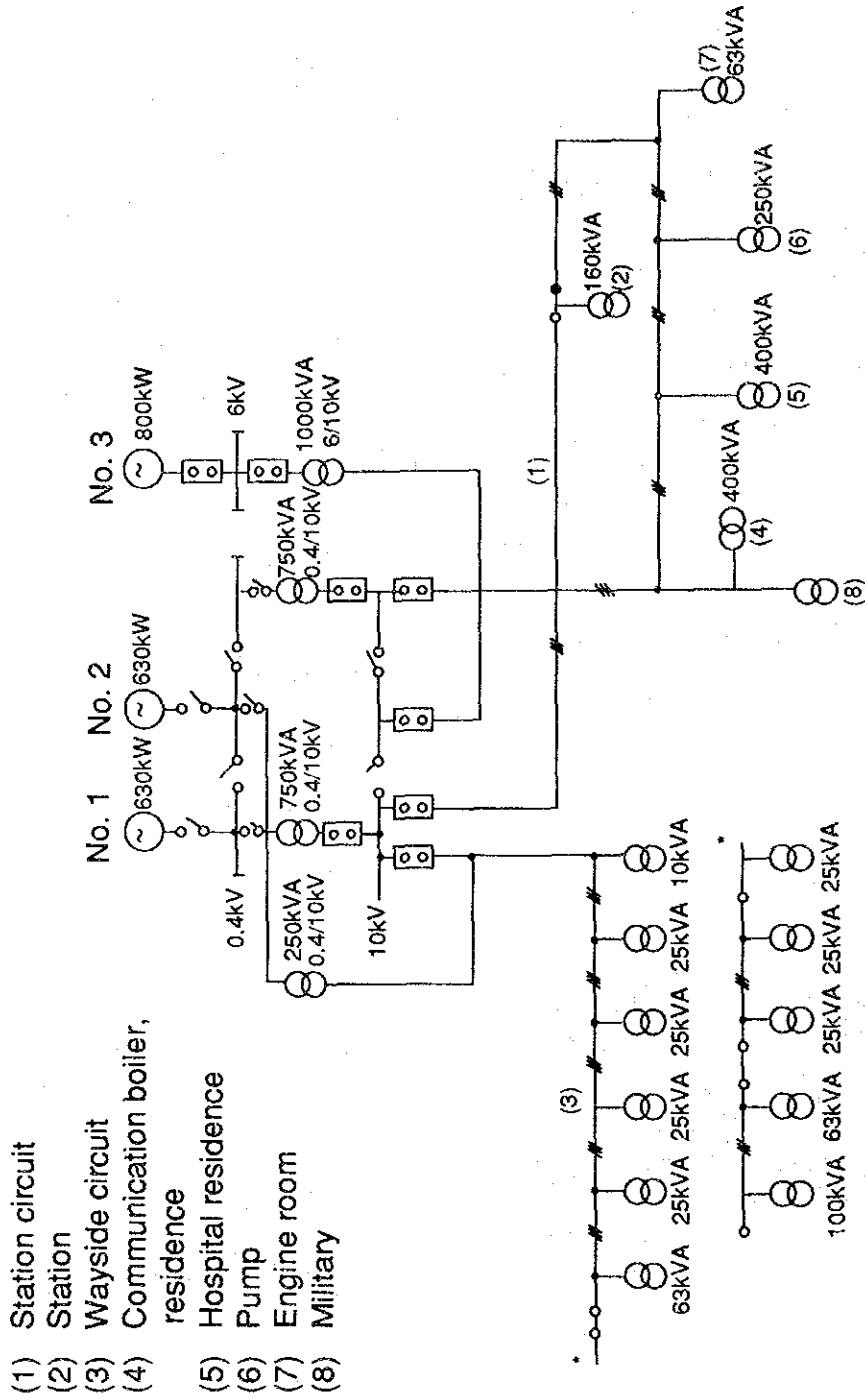 (1) Station circuit
(2) Station
(3) Wayside circuit
(4) Communication boiler,
residence
(5) Hospital residence
(6) Pump
(7) Engine room
(8) Military
No. 1
No. 2
No. 3
630kW
630kW
800kW
~
~
~
0.4kV
6kV
250kVA
0.4/10kV
750kVA
0.4/10kV
750kVA
0.4/10kV
1000kVA
6/10kV
10kV
(1)
160kVA
(2)
(7)
63kVA
250kVA
(6)
400kVA
(5)
400kVA
(4)
(8)
(3)
*
63kVA
25kVA
25kVA
25kVA
25kVA
10kVA
*
100kVA
63kVA
25kVA
25kVA
25kVA